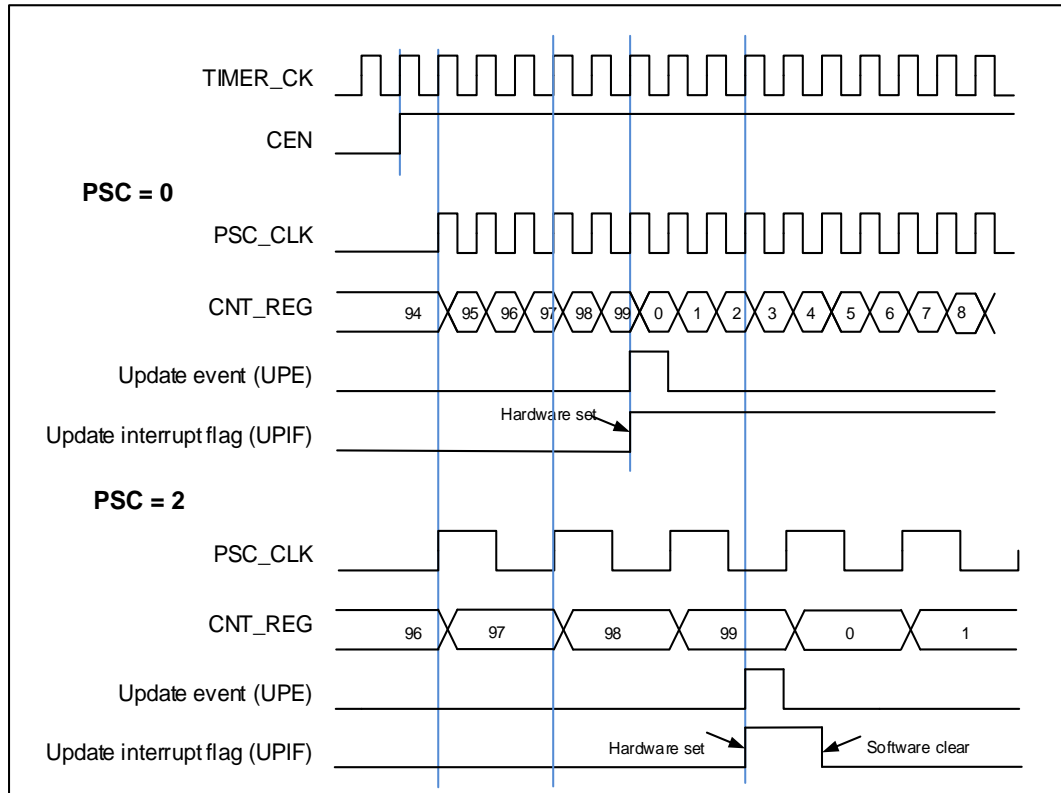 TIMER_CK
CEN
PSC = 0
PSC_CLK
CNT_REG 94 95 96 97 98 99 0 1 2 3 4 5 6 7 8
Update event (UPE)
Hardware set
Update interrupt flag (UPIF)
PSC = 2
PSC_CLK
CNT_REG 96 97 98 99 0 1
Update event (UPE)
Update interrupt flag (UPIF) Hardware set Software clear